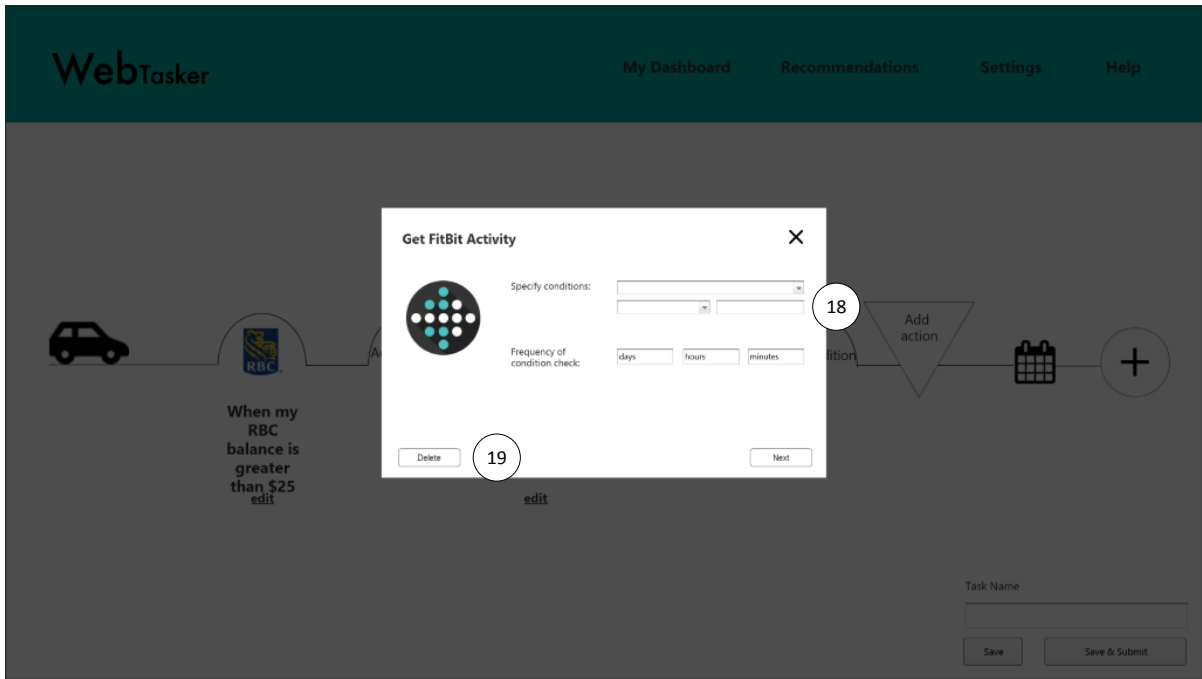 WebTasker
My Dashboard
Recommendations
Settings
Help
Get FitBit Activity
Specify conditions:
18
Frequency of
condition check:
days
hours
minutes
Delete
19
Next
RBC
When my
RBC
balance is
greater
than $25
edit
edit
Add
action
Task Name
Save
Save & Submit